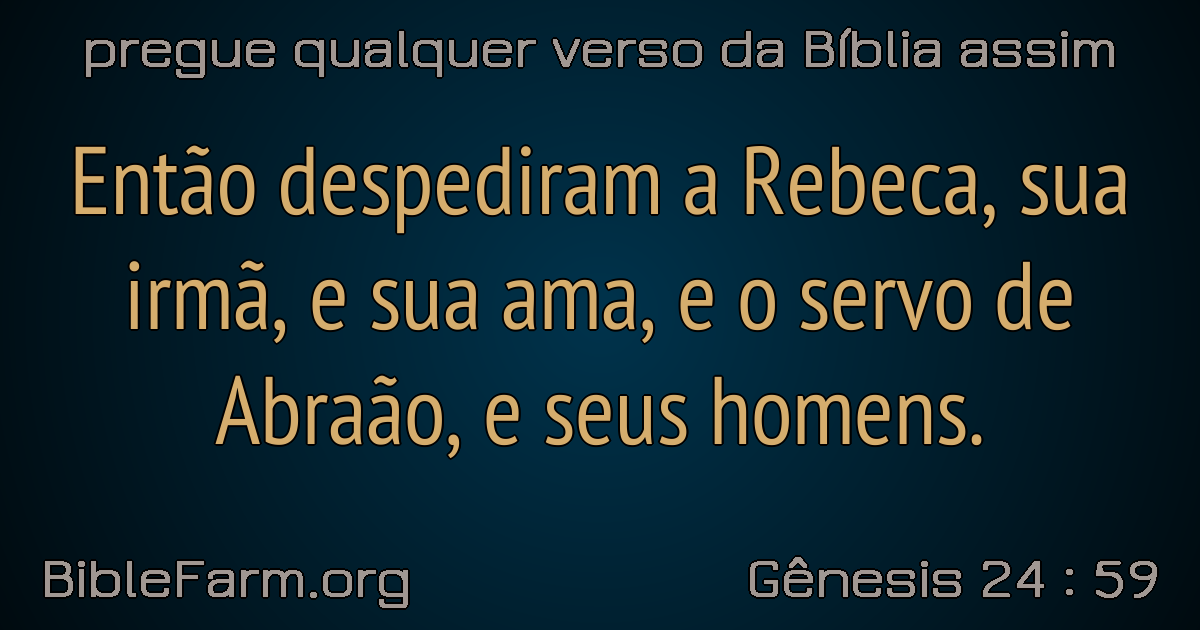 pregue qualquer verso da Bíblia assim
Então despediram a Rebeca, sua
irmã, e sua ama, e o servo de
Abraão, e seus homens.
BibleFarm.org
Gênesis 24 : 59